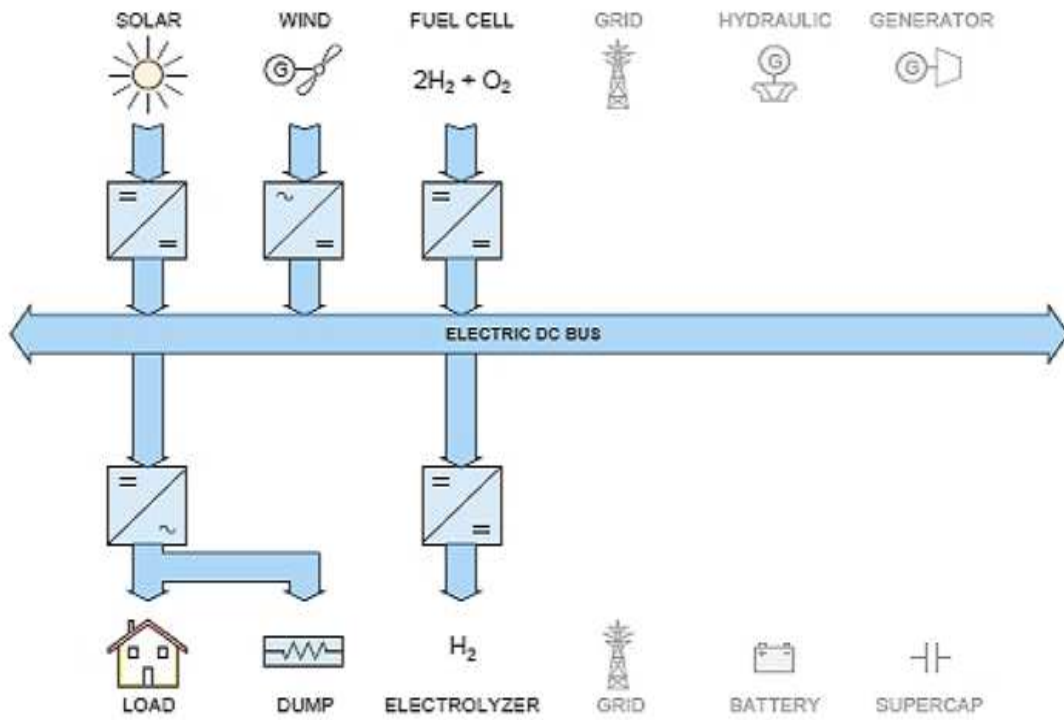 SOLAR WIND FUEL CELL GRID HYDRAULIC GENERATOR
G 2H₂ + O₂ G G
ELECTRIC DC BUS
H₂
LOAD DUMP ELECTROLYZER GRID BATTERY SUPERCAP